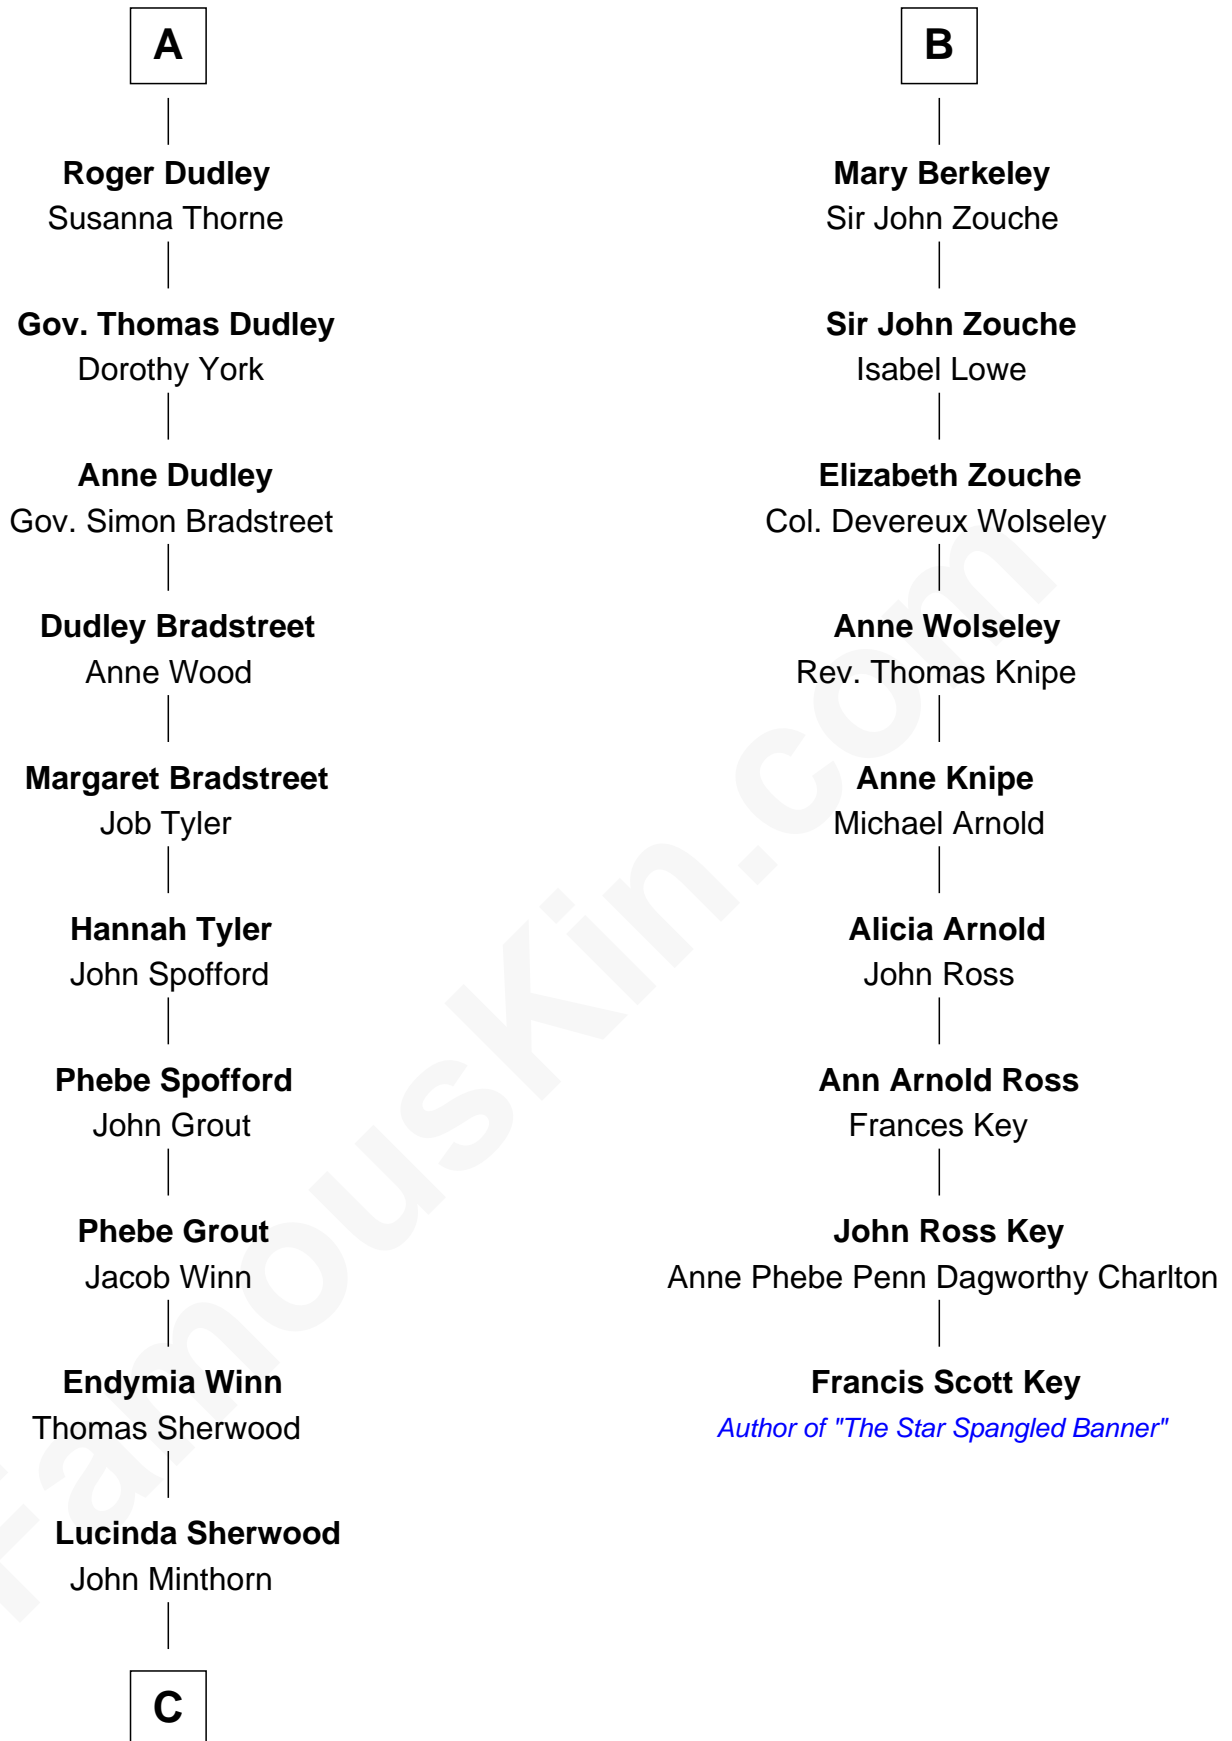 A
Roger Dudley
Susanna Thorne
Gov. Thomas Dudley
Dorothy York
Anne Dudley
Gov. Simon Bradstreet
Dudley Bradstreet
Anne Wood
Margaret Bradstreet
Job Tyler
Hannah Tyler
John Spofford
Phebe Spofford
John Grout
Phebe Grout
Jacob Winn
Endymia Winn
Thomas Sherwood
Lucinda Sherwood
John Minthorn
C
B
Mary Berkeley
Sir John Zouche
Sir John Zouche
Isabel Lowe
Elizabeth Zouche
Col. Devereux Wolseley
Anne Wolseley
Rev. Thomas Knipe
Anne Knipe
Michael Arnold
Alicia Arnold
John Ross
Ann Arnold Ross
Frances Key
John Ross Key
Anne Phebe Penn Dagworthy Charlton
Francis Scott Key
Author of "The Star Spangled Banner"
FamousKin.com